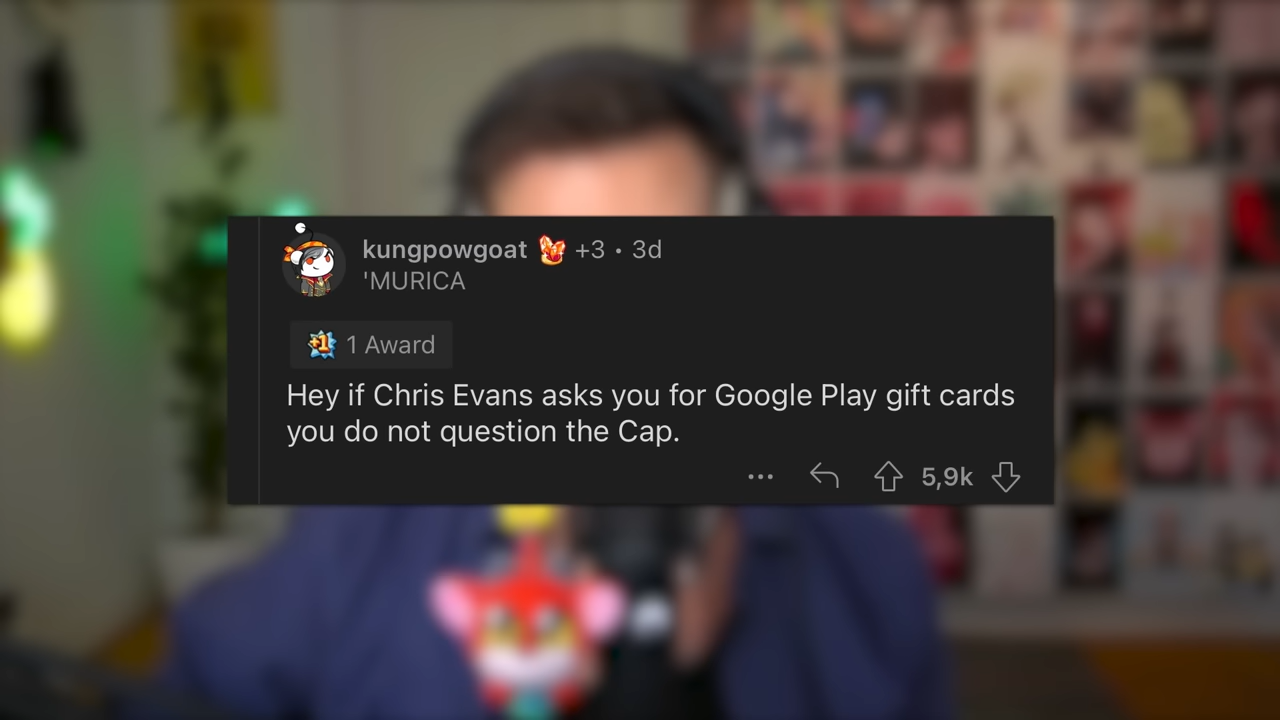 kungpowgoat +3 • 3d
'MURICA
+1 1 Award
Hey if Chris Evans asks you for Google Play gift cards
you do not question the Cap.
... 5,9k